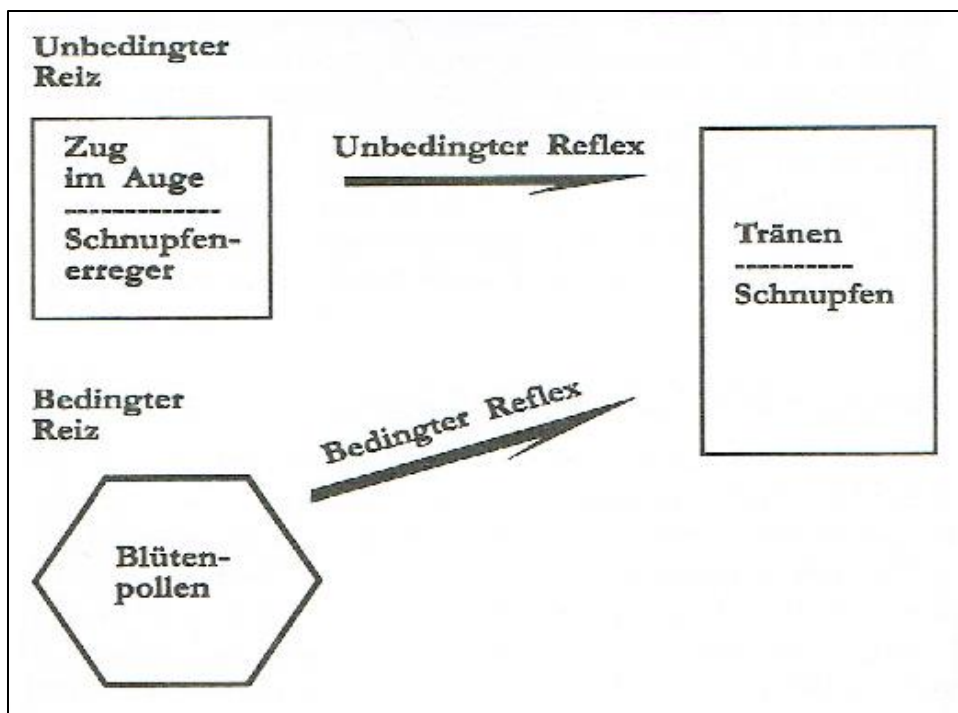 Unbedingter
Reiz
Zug
im Auge
-------------
Schnupfen-
erreger
Unbedingter Reflex
Tränen
----------
Schnupfen
Bedingter
Reiz
Bedingter Reflex
Blüten-
pollen